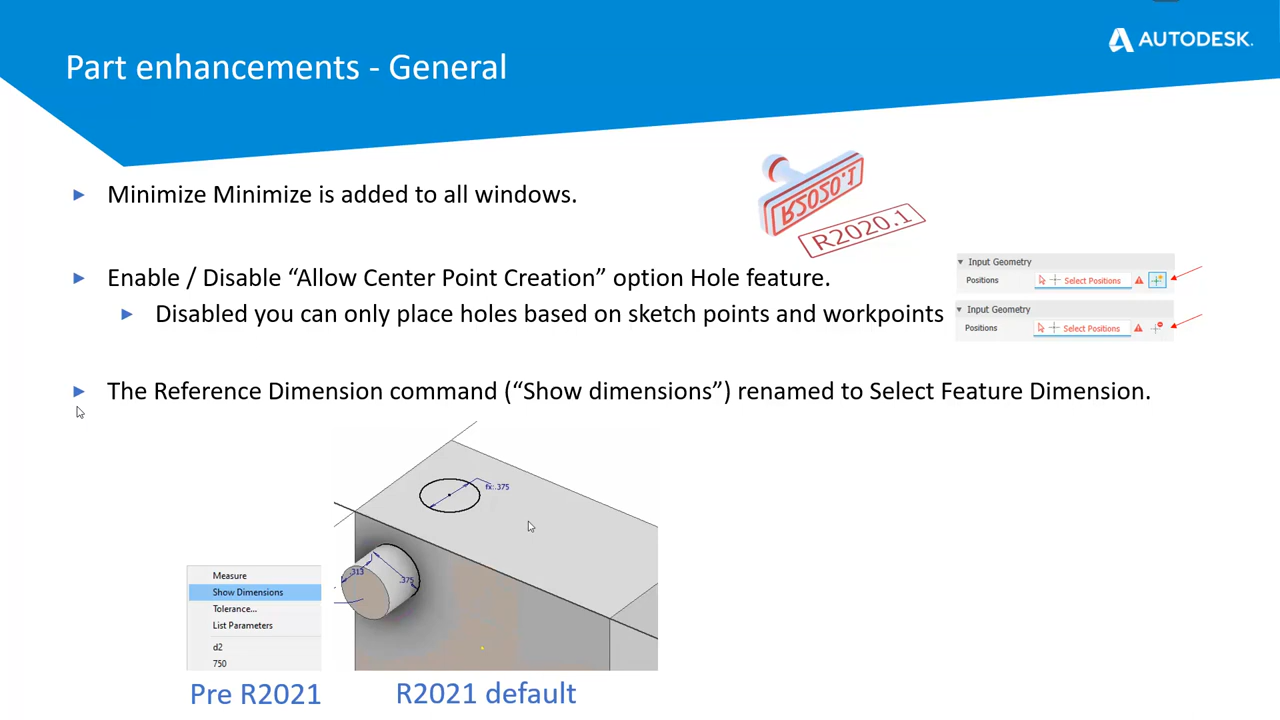 AUTODESK.
Part enhancements - General
Minimize Minimize is added to all windows.
R2020.1
R2020.1
Enable / Disable “Allow Center Point Creation” option Hole feature.
Disabled you can only place holes based on sketch points and workpoints
Input Geometry
Positions Select Positions
Input Geometry
Positions Select Positions
The Reference Dimension command (“Show dimensions”) renamed to Select Feature Dimension.
fx:.375
.313
.375
Measure
Show Dimensions
Tolerance...
List Parameters
d2
750
Pre R2021
R2021 default